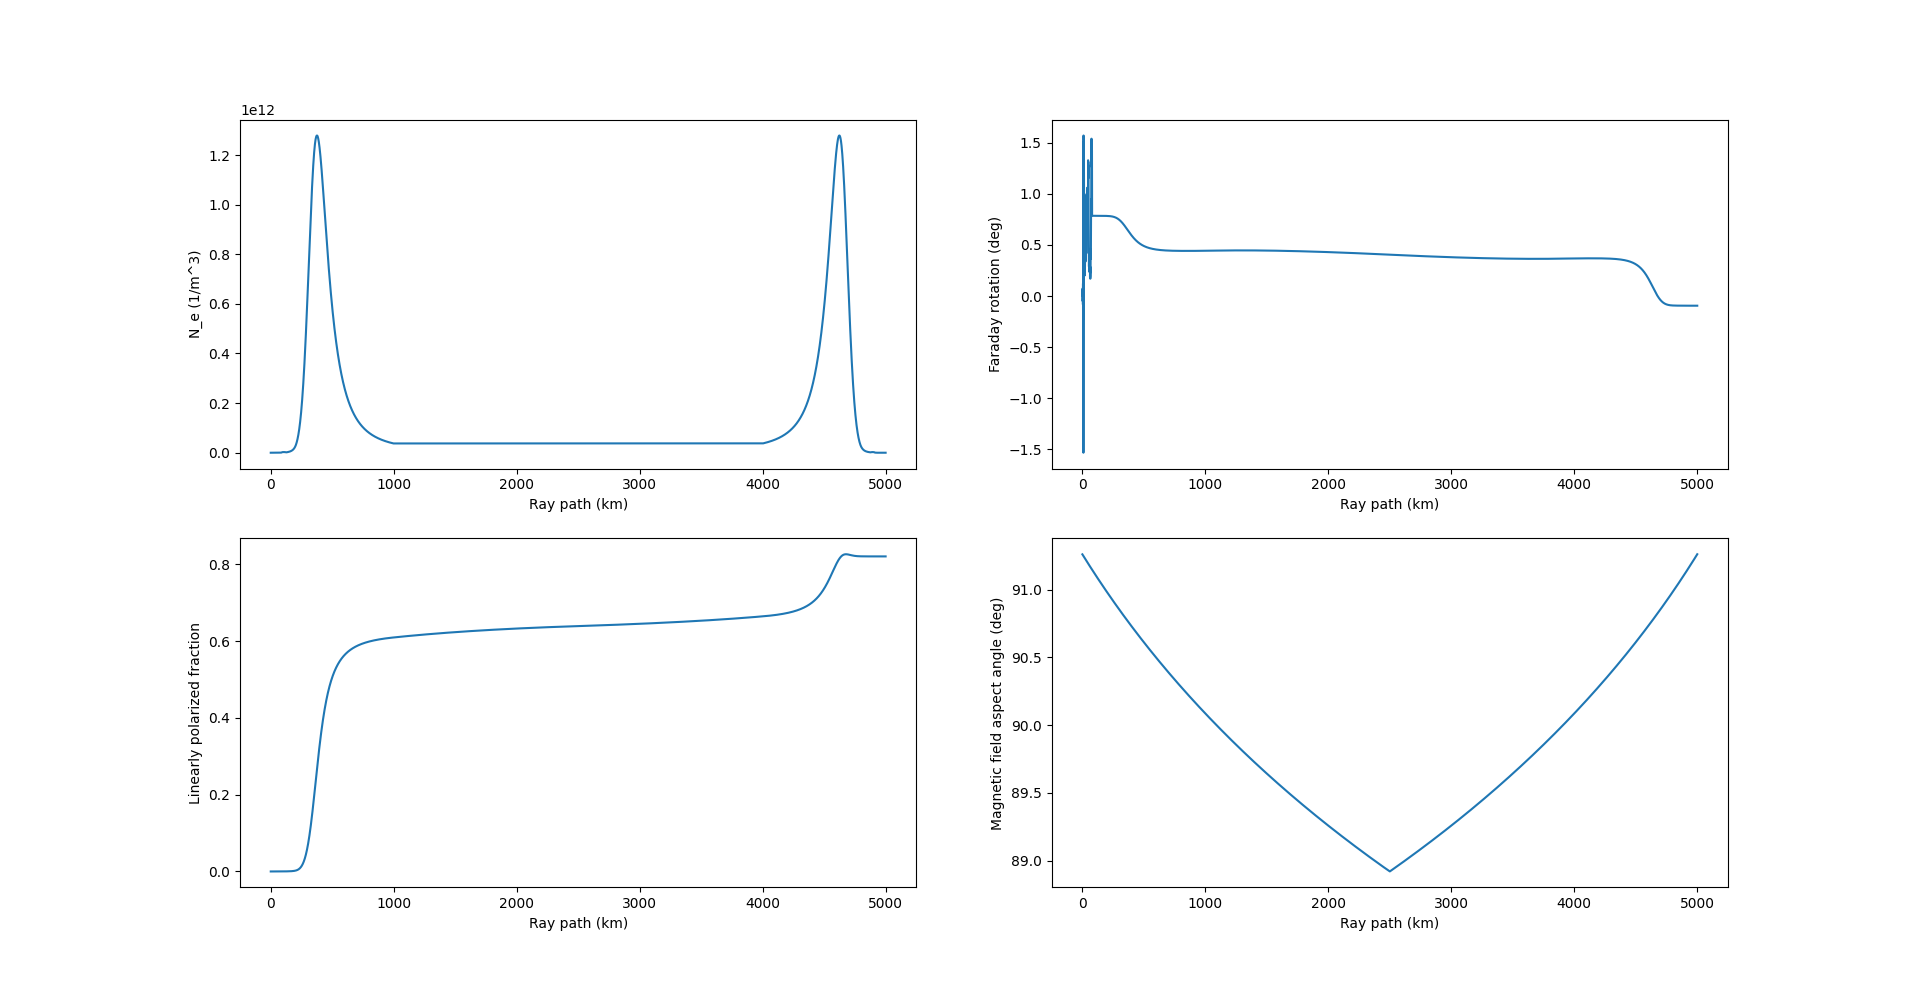 1e12
N_e (1/m^3)
1.2
1.0
0.8
0.6
0.4
0.2
0.0
0 1000 2000 3000 4000 5000
Ray path (km)
Faraday rotation (deg)
1.5
1.0
0.5
0.0
−0.5
−1.0
−1.5
0 1000 2000 3000 4000 5000
Ray path (km)
Linearly polarized fraction
0.8
0.6
0.4
0.2
0.0
0 1000 2000 3000 4000 5000
Ray path (km)
Magnetic field aspect angle (deg)
91.0
90.5
90.0
89.5
89.0
0 1000 2000 3000 4000 5000
Ray path (km)